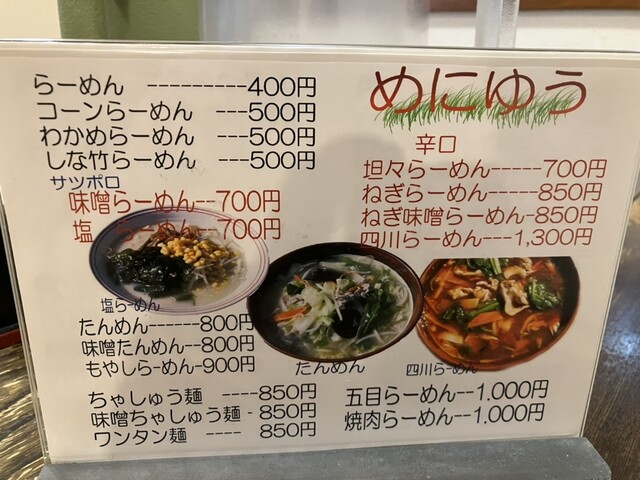 らーめん ---------400円
コーンらーめん ---500円
わかめらーめん ---500円
しな竹らーめん ---500円
サツポロ
味噌らーめん--700円
塩 らーめん--700円
塩らーめん
たんめん------800円
味噌たんめん--800円
もやしらーめん-900円
ちゃしゅう麺 ----850円
味噌ちゃしゅう麺 - 850円
ワンタン麺 ---- 850円
めにゆう
辛口
坦々らーめん-----700円
ねぎらーめん-----850円
ねぎ味噌らーめん-850円
四川らーめん---1,300円
たんめん
四川らーめん
五目らーめん--1,000円
焼肉らーめん--1,000円